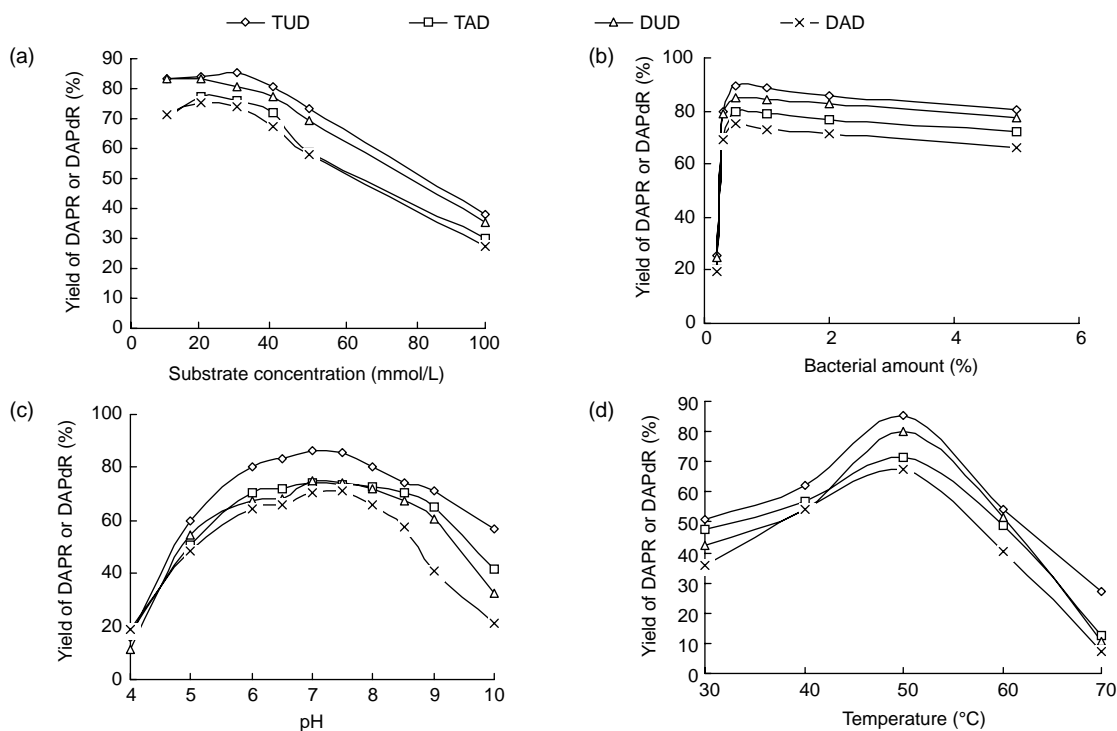 TUD TAD DUD DAD
(a)
Yield of DAPR or DAPdR (%)
90
80
70
60
50
40
30
20
10
0
0 20 40 60 80 100
Substrate concentration (mmol/L)
(b)
Yield of DAPR or DAPdR (%)
100
80
60
40
20
0
0 2 4 6
Bacterial amount (%)
(c)
Yield of DAPR or DAPdR (%)
100
80
60
40
20
0
4 5 6 7 8 9 10
pH
(d)
Yield of DAPR or DAPdR (%)
90
80
70
60
50
40
30
20
10
0
30 40 50 60 70
Temperature (°C)